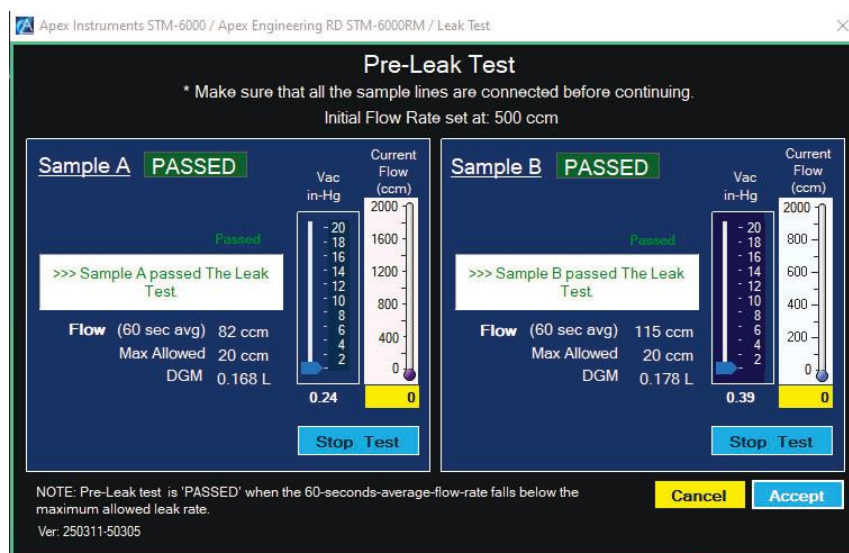 Apex Instruments STM-6000 / Apex Engineering RD STM-6000RM / Leak Test
Pre-Leak Test
* Make sure that all the sample lines are connected before continuing.
Initial Flow Rate set at: 500 ccm
Sample A PASSED
Vac
in-Hg
Current
Flow
(ccm)
Passed
>>> Sample A passed The Leak
Test.
Flow (60 sec avg) 82 ccm
Max Allowed 20 ccm
DGM 0.168 L
- 20
- 18
- 16
- 14
- 12
- 10
- 8
- 6
- 4
- 2
0.24
2000
1600
1200
800
400
0
0
Stop Test
Sample B PASSED
Vac
in-Hg
Current
Flow
(ccm)
Passed
>>> Sample B passed The Leak
Test.
Flow (60 sec avg) 115 ccm
Max Allowed 20 ccm
DGM 0.178 L
- 20
- 18
- 16
- 14
- 12
- 10
- 8
- 6
- 4
- 2
0.39
2000
800
600
400
200
0
0
Stop Test
NOTE: Pre-Leak test is 'PASSED' when the 60-seconds-average-flow-rate falls below the
maximum allowed leak rate.
Ver: 250311-50305
Cancel
Accept